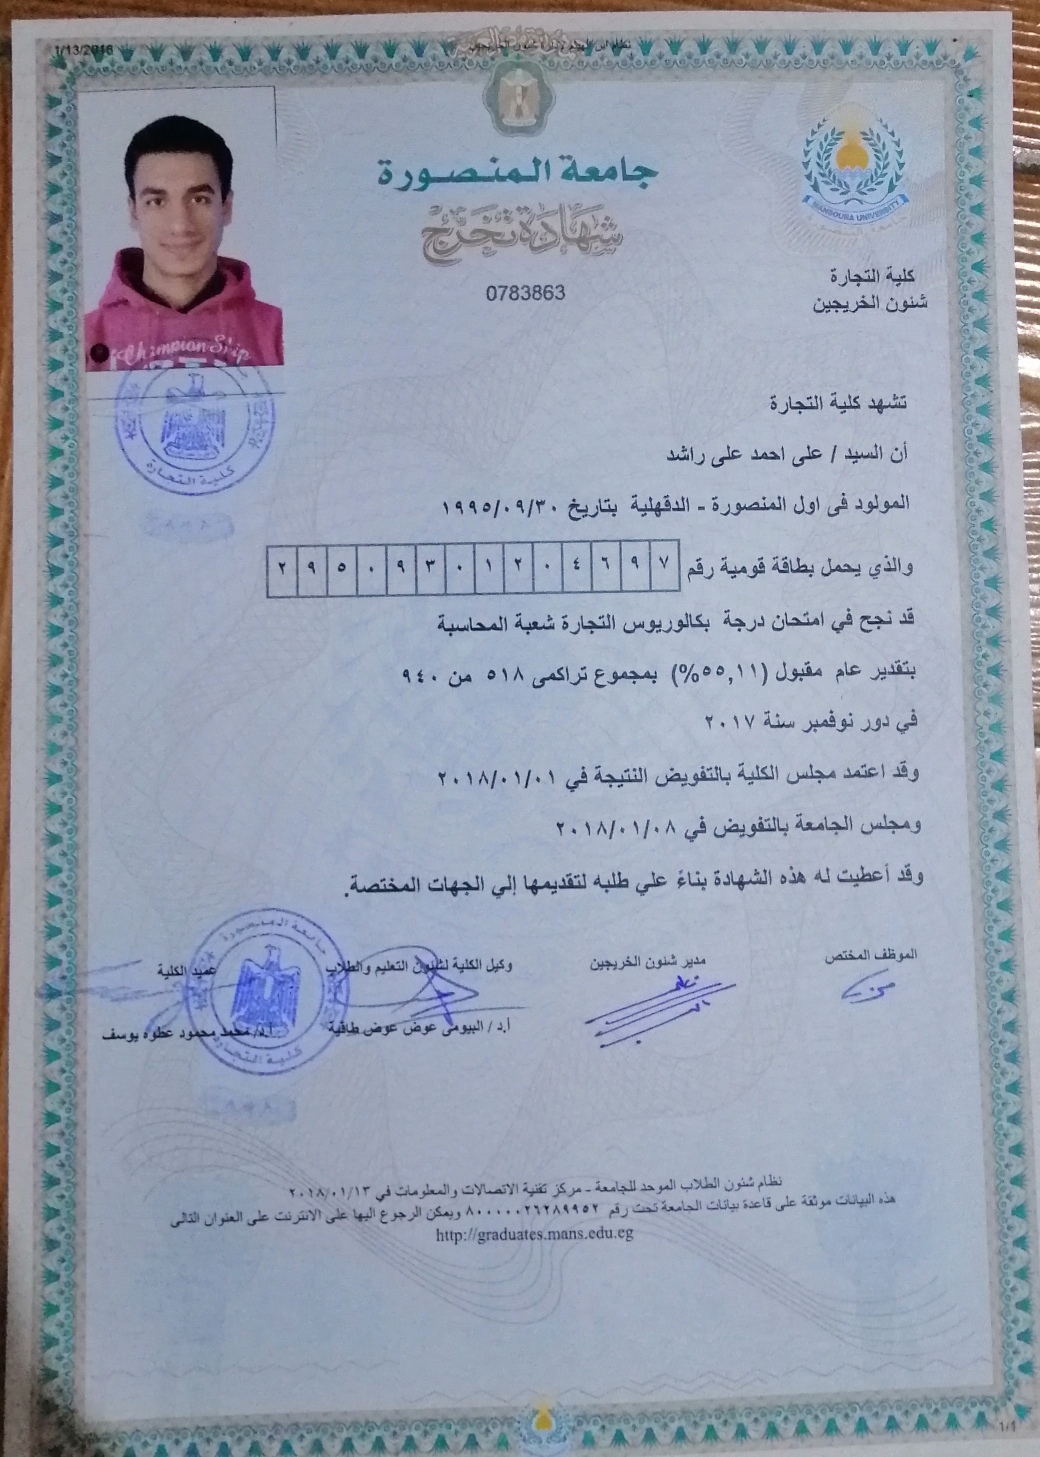 1/13/2018
جامعة المنصورة
MANSOURA UNIVERSITY
شهادة تخرج
0783863
كلية التجارة
شئون الخريجين
Championship
كلية التجارة
تشهد كلية التجارة
أن السيد / على احمد على راشد
المولود فى اول المنصورة - الدقهلية بتاريخ ١٩٩٥/٠٩/٣٠
والذي يحمل بطاقة قومية رقم ٢ ٩ ٥ ٠ ٩ ٣ ٠ ١ ٢ ٠ ٤ ٦ ٩ ٧
قد نجح في امتحان درجة بكالوريوس التجارة شعبة المحاسبة
بتقدير عام مقبول (٥٥,١١%) بمجموع تراكمى ٥١٨ من ٩٤٠
في دور نوفمبر سنة ٢٠١٧
وقد اعتمد مجلس الكلية بالتفويض النتيجة في ٢٠١٨/٠١/٠١
ومجلس الجامعة بالتفويض في ٢٠١٨/٠١/٠٨
وقد أعطيت له هذه الشهادة بناءً علي طلبه لتقديمها إلي الجهات المختصة.
الموظف المختص مدير شئون الخريجين وكيل الكلية لشئون التعليم والطلاب عميد الكلية
أ.د / البيومى عوض عوض طاقية أ.د/ محمد محمود عطوه يوسف
جامعة المنصورة
كلية التجارة
نظام شئون الطلاب الموحد للجامعة - مركز تقنية الاتصالات والمعلومات في ٢٠١٨/٠١/١٣
هذه البيانات موثقة على قاعدة بيانات الجامعة تحت رقم ٨٠٠٠٠٠٢٦٢٨٩٩٥٢ ويمكن الرجوع اليها على الانترنت على العنوان التالى
http://graduates.mans.edu.eg
1/1